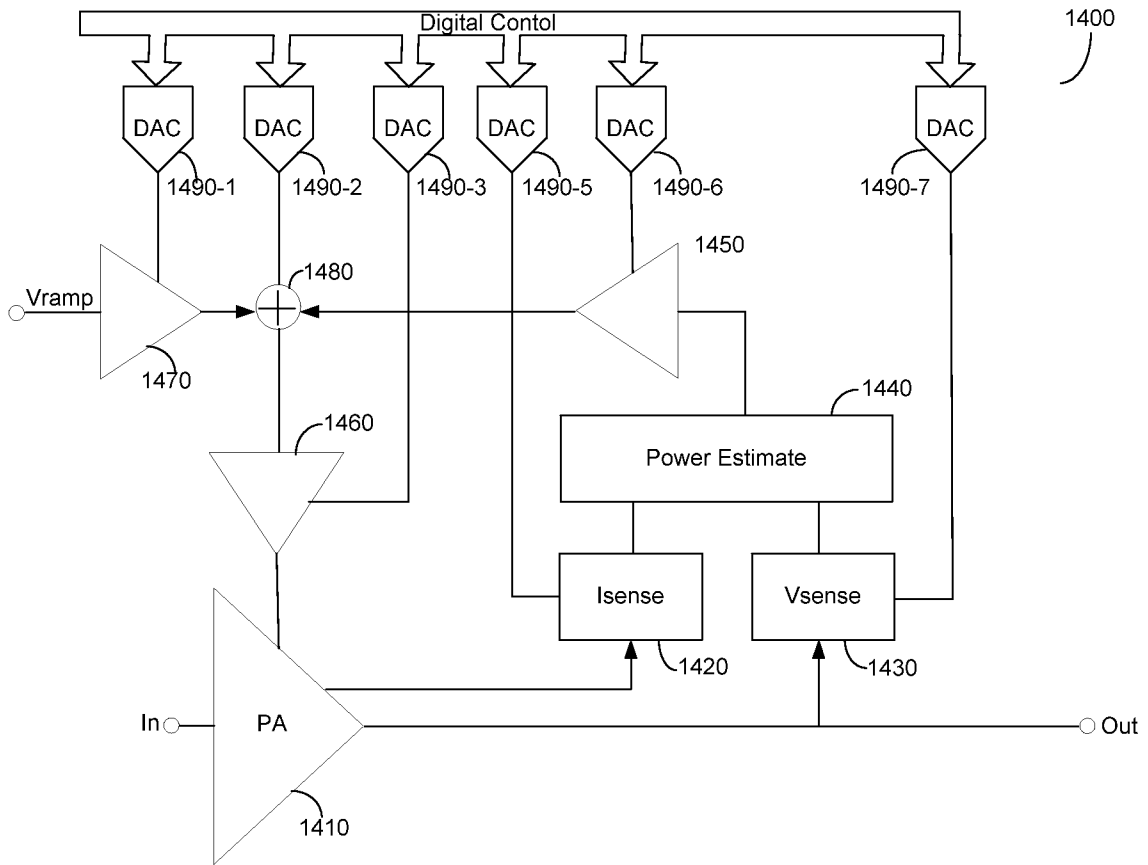 Digital Contol
1400
DAC
DAC
DAC
DAC
DAC
DAC
1490-1
1490-2
1490-3
1490-5
1490-6
1490-7
1450
1480
Vramp
1470
1440
1460
Power Estimate
Isense
Vsense
1420
1430
In
PA
Out
1410